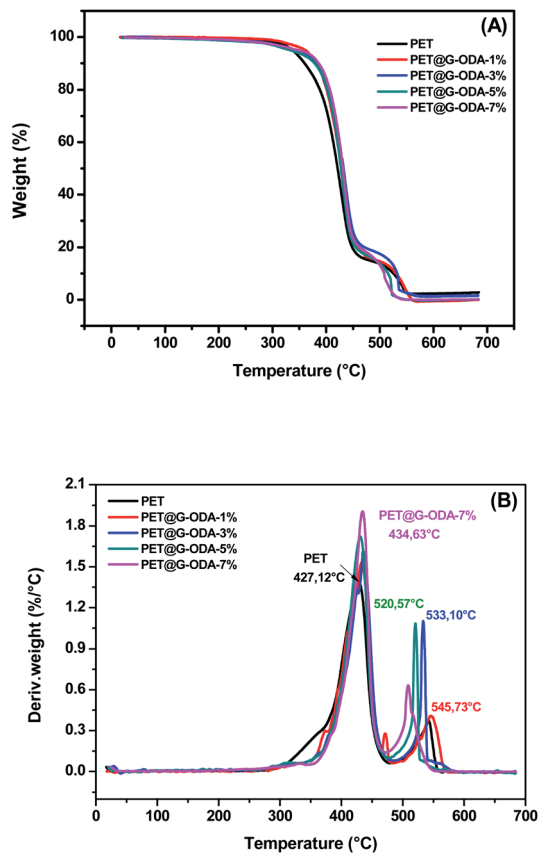 (A)
PET
PET@G-ODA-1%
PET@G-ODA-3%
PET@G-ODA-5%
PET@G-ODA-7%
100
80
60
40
20
0
Weight (%)
0 100 200 300 400 500 600 700
Temperature (°C)
(B)
PET
PET@G-ODA-1%
PET@G-ODA-3%
PET@G-ODA-5%
PET@G-ODA-7%
PET@G-ODA-7%
434,63°C
PET
427,12°C
520,57°C
533,10°C
545,73°C
2.1
1.8
1.5
1.2
0.9
0.6
0.3
0.0
Deriv.weight (%/°C)
0 100 200 300 400 500 600 700
Temperature (°C)